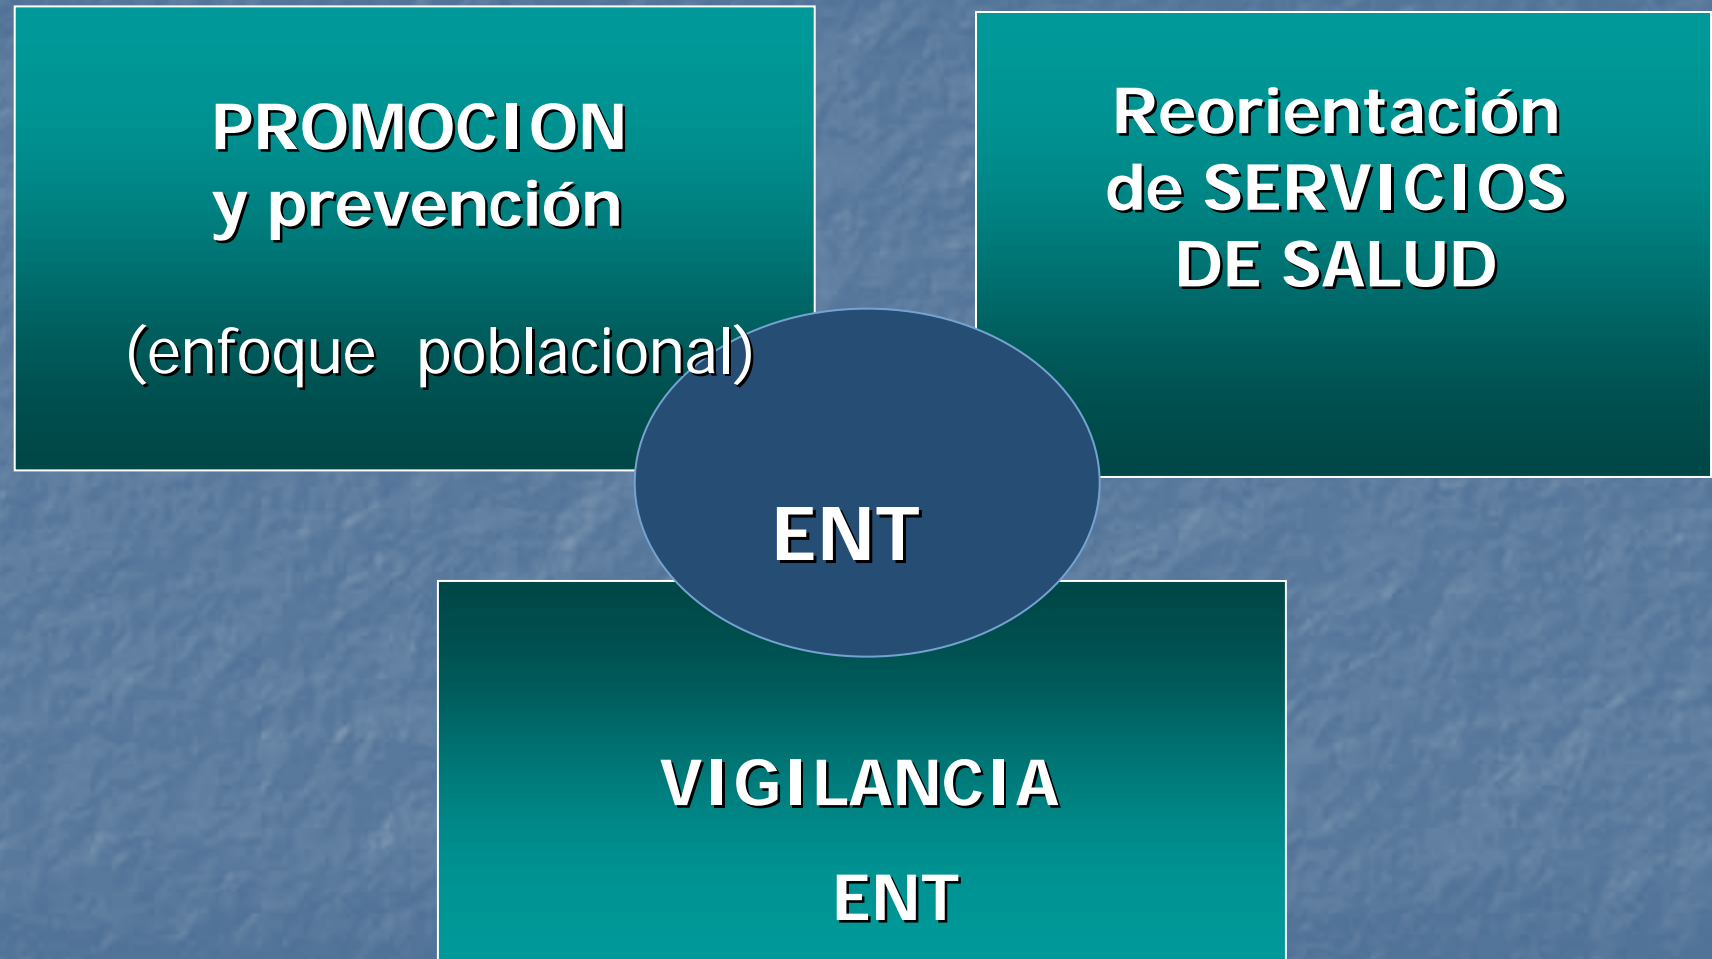 PROMOCION
y prevención
(enfoque poblacional)
Reorientación
de SERVICIOS
DE SALUD
ENT
VIGILANCIA
ENT